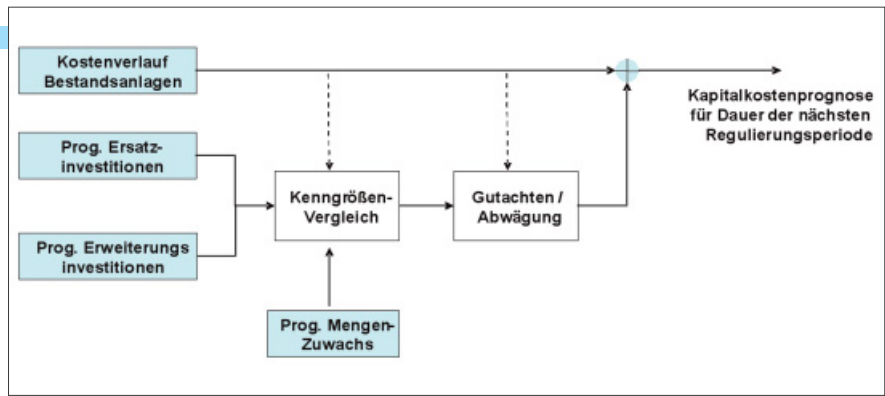 Kostenverlauf
Bestandsanlagen
Kapitalkostenprognose
für Dauer der nächsten
Regulierungsperiode
Prog. Ersatz-
investitionen
Kenngrößen-
Vergleich
Gutachten /
Abwägung
Prog. Erweiterungs
investitionen
Prog. Mengen-
Zuwachs